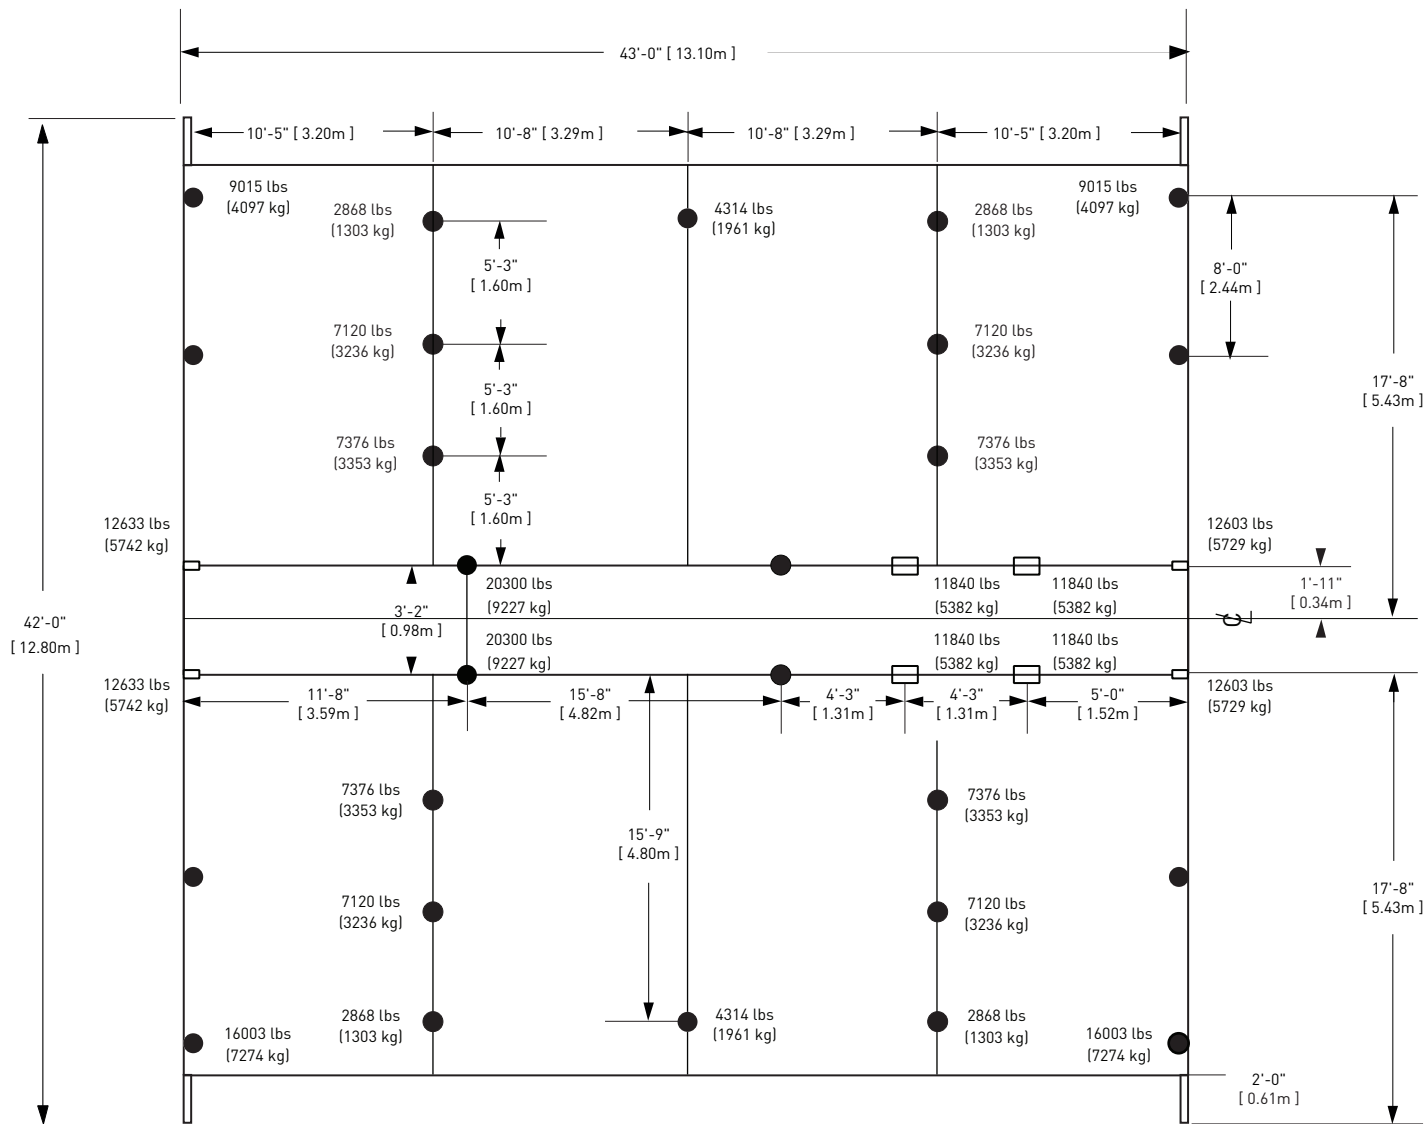 43'-0" [ 13.10m ]
10'-5" [ 3.20m ]
10'-8" [ 3.29m ]
10'-8" [ 3.29m ]
10'-5" [ 3.20m ]
9015 lbs
(4097 kg)
2868 lbs
(1303 kg)
4314 lbs
(1961 kg)
2868 lbs
(1303 kg)
9015 lbs
(4097 kg)
5'-3"
[ 1.60m ]
8'-0"
[ 2.44m ]
7120 lbs
(3236 kg)
7120 lbs
(3236 kg)
5'-3"
[ 1.60m ]
17'-8"
[ 5.43m ]
7376 lbs
(3353 kg)
7376 lbs
(3353 kg)
5'-3"
[ 1.60m ]
12633 lbs
(5742 kg)
12603 lbs
(5729 kg)
20300 lbs
(9227 kg)
11840 lbs
(5382 kg)
11840 lbs
(5382 kg)
1'-11"
[ 0.34m ]
3'-2"
[ 0.98m ]
42'-0"
[ 12.80m ]
CL
20300 lbs
(9227 kg)
11840 lbs
(5382 kg)
11840 lbs
(5382 kg)
12633 lbs
(5742 kg)
12603 lbs
(5729 kg)
11'-8"
[ 3.59m ]
15'-8"
[ 4.82m ]
4'-3"
[ 1.31m ]
4'-3"
[ 1.31m ]
5'-0"
[ 1.52m ]
7376 lbs
(3353 kg)
7376 lbs
(3353 kg)
15'-9"
[ 4.80m ]
17'-8"
[ 5.43m ]
7120 lbs
(3236 kg)
7120 lbs
(3236 kg)
2868 lbs
(1303 kg)
4314 lbs
(1961 kg)
2868 lbs
(1303 kg)
16003 lbs
(7274 kg)
16003 lbs
(7274 kg)
2'-0"
[ 0.61m ]